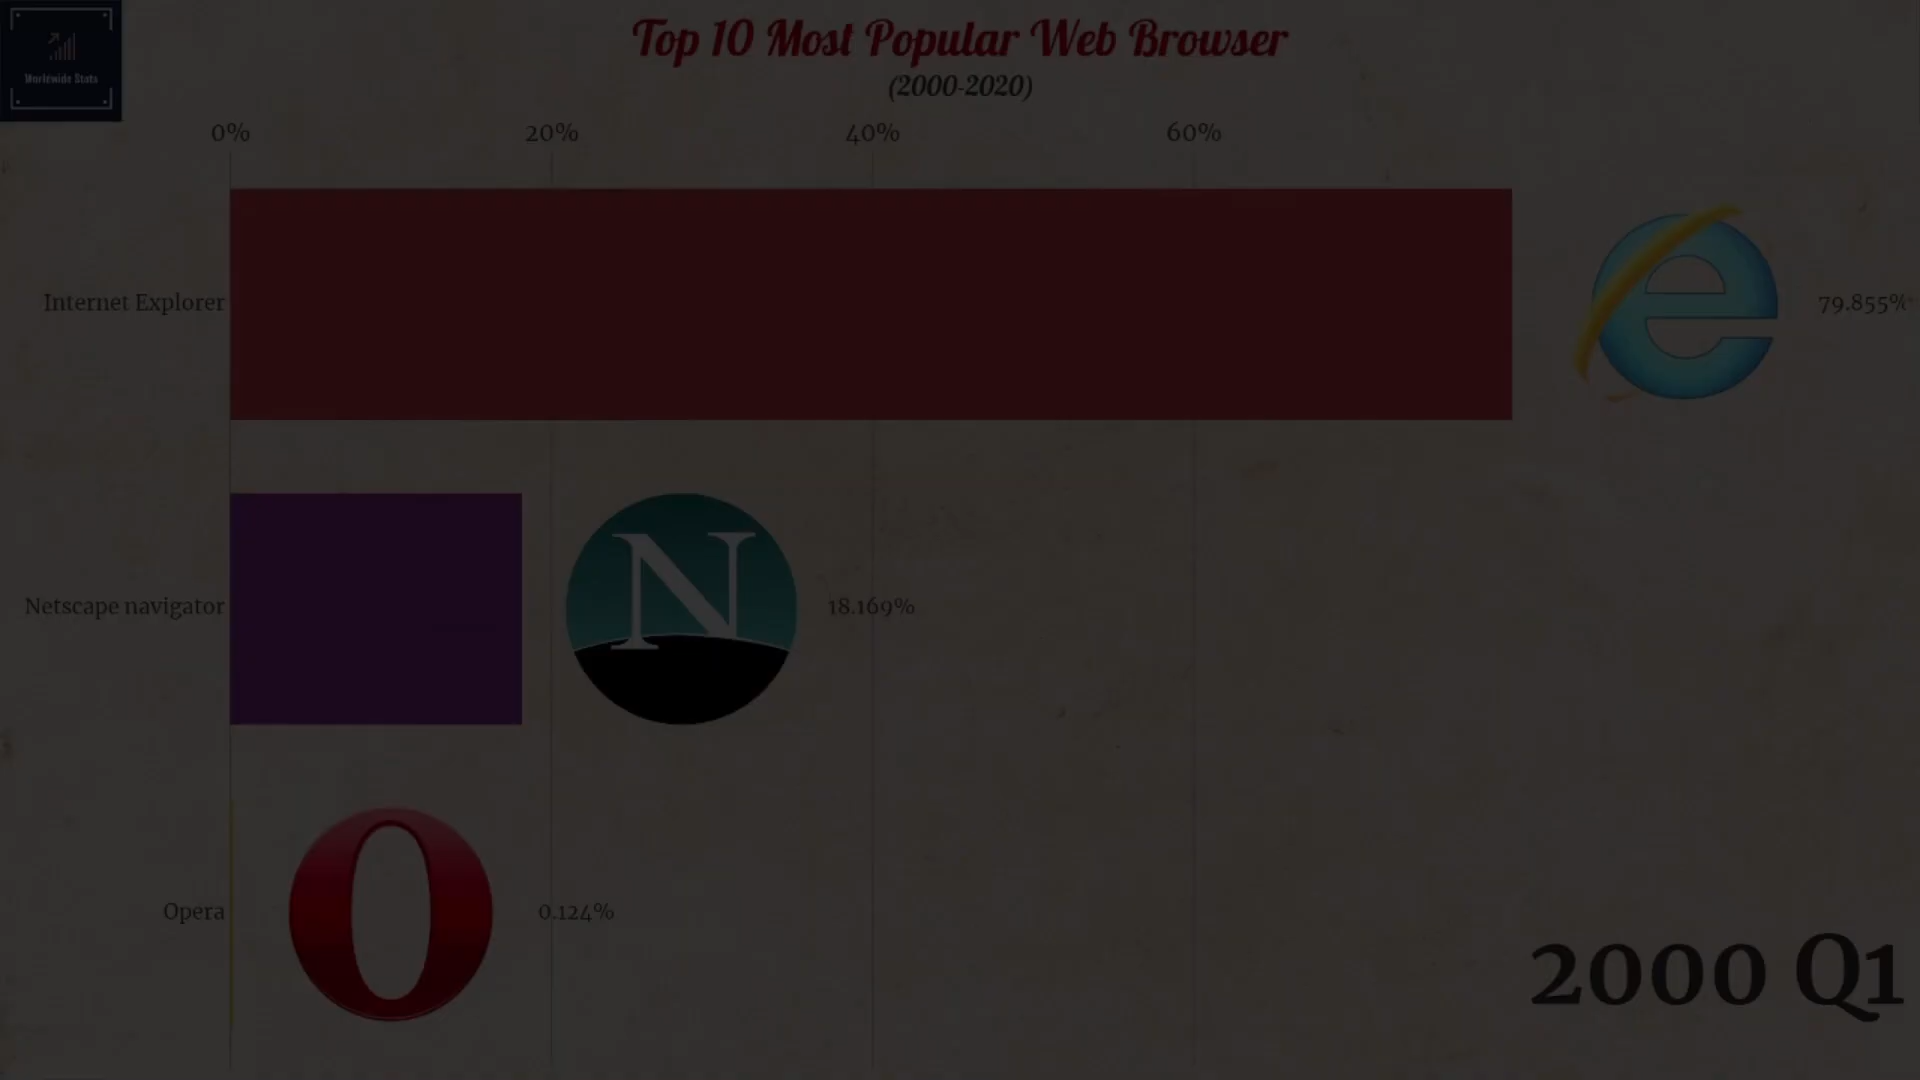 Worldwide Stats
Top 10 Most Popular Web Browser
(2000-2020)
0% 20% 40% 60%
Internet Explorer 79.855%
Netscape navigator N 18.169%
Opera 0.124%
2000 Q1